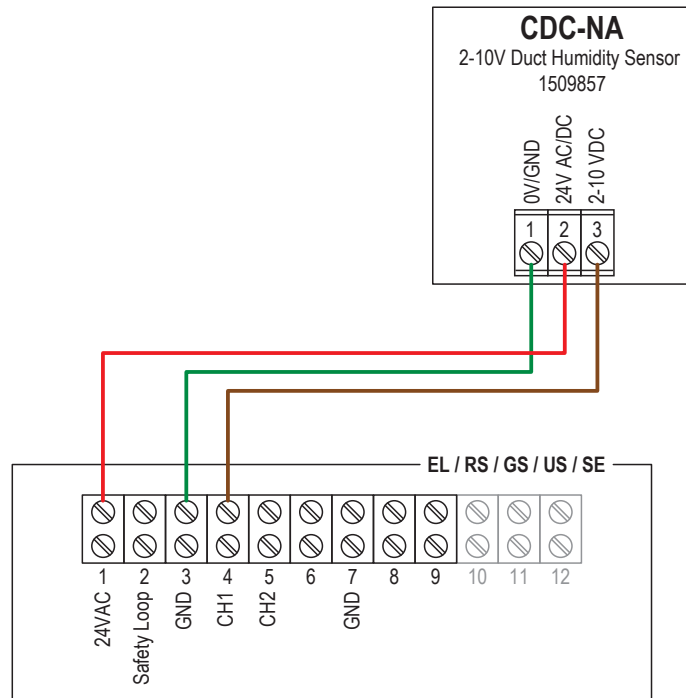 CDC-NA
2-10V Duct Humidity Sensor
1509857
0V/GND
24V AC/DC
2-10 VDC
1 2 3
EL / RS / GS / US / SE
1 2 3 4 5 6 7 8 9 10 11 12
24VAC
Safety Loop
GND
CH1
CH2
GND